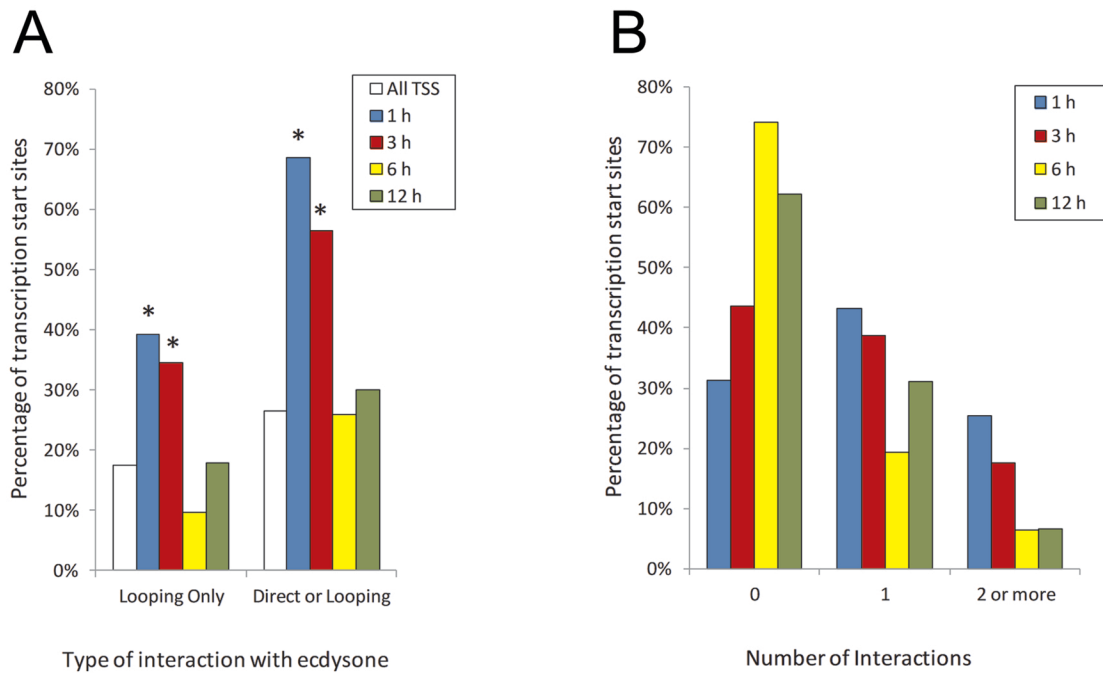 A
80%
70%
60%
50%
40%
30%
20%
10%
0%
Percentage of transcription start sites
All TSS
1 h
3 h
6 h
12 h
*
*
*
*
Looping Only
Direct or Looping
Type of interaction with ecdysone
B
80%
70%
60%
50%
40%
30%
20%
10%
0%
Percentage of transcription start sites
1 h
3 h
6 h
12 h
0
1
2 or more
Number of Interactions